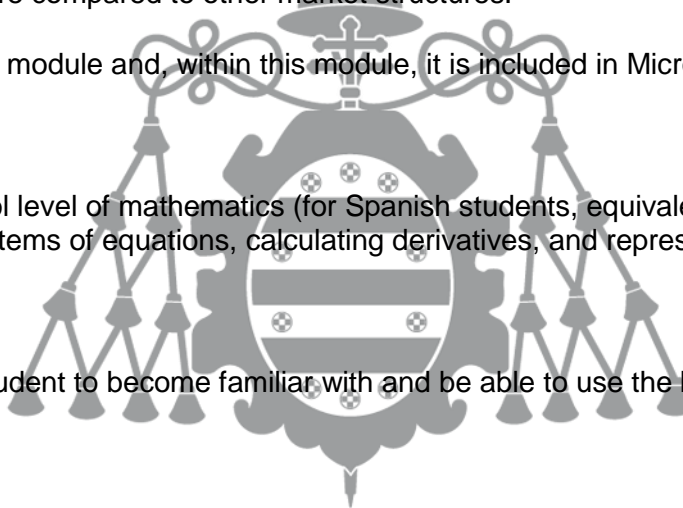 re compared to other market structures.
module and, within this module, it is included in Micr
ol level of mathematics (for Spanish students, equivale
tems of equations, calculating derivatives, and repres
udent to become familiar with and be able to use the